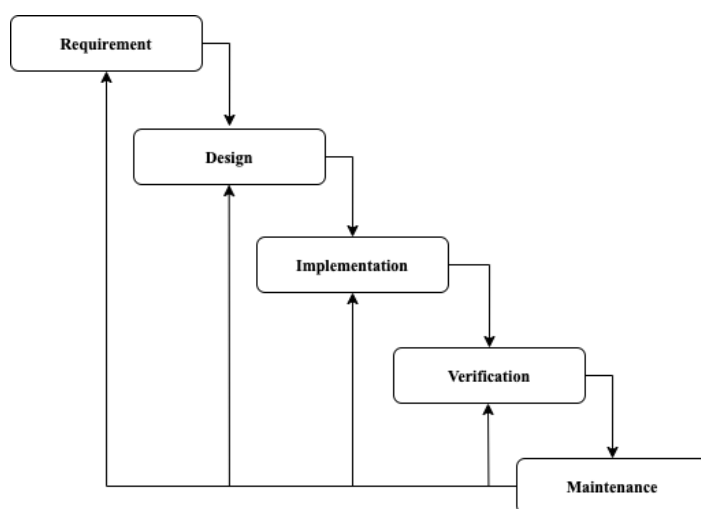 Requirement
Design
Implementation
Verification
Maintenance